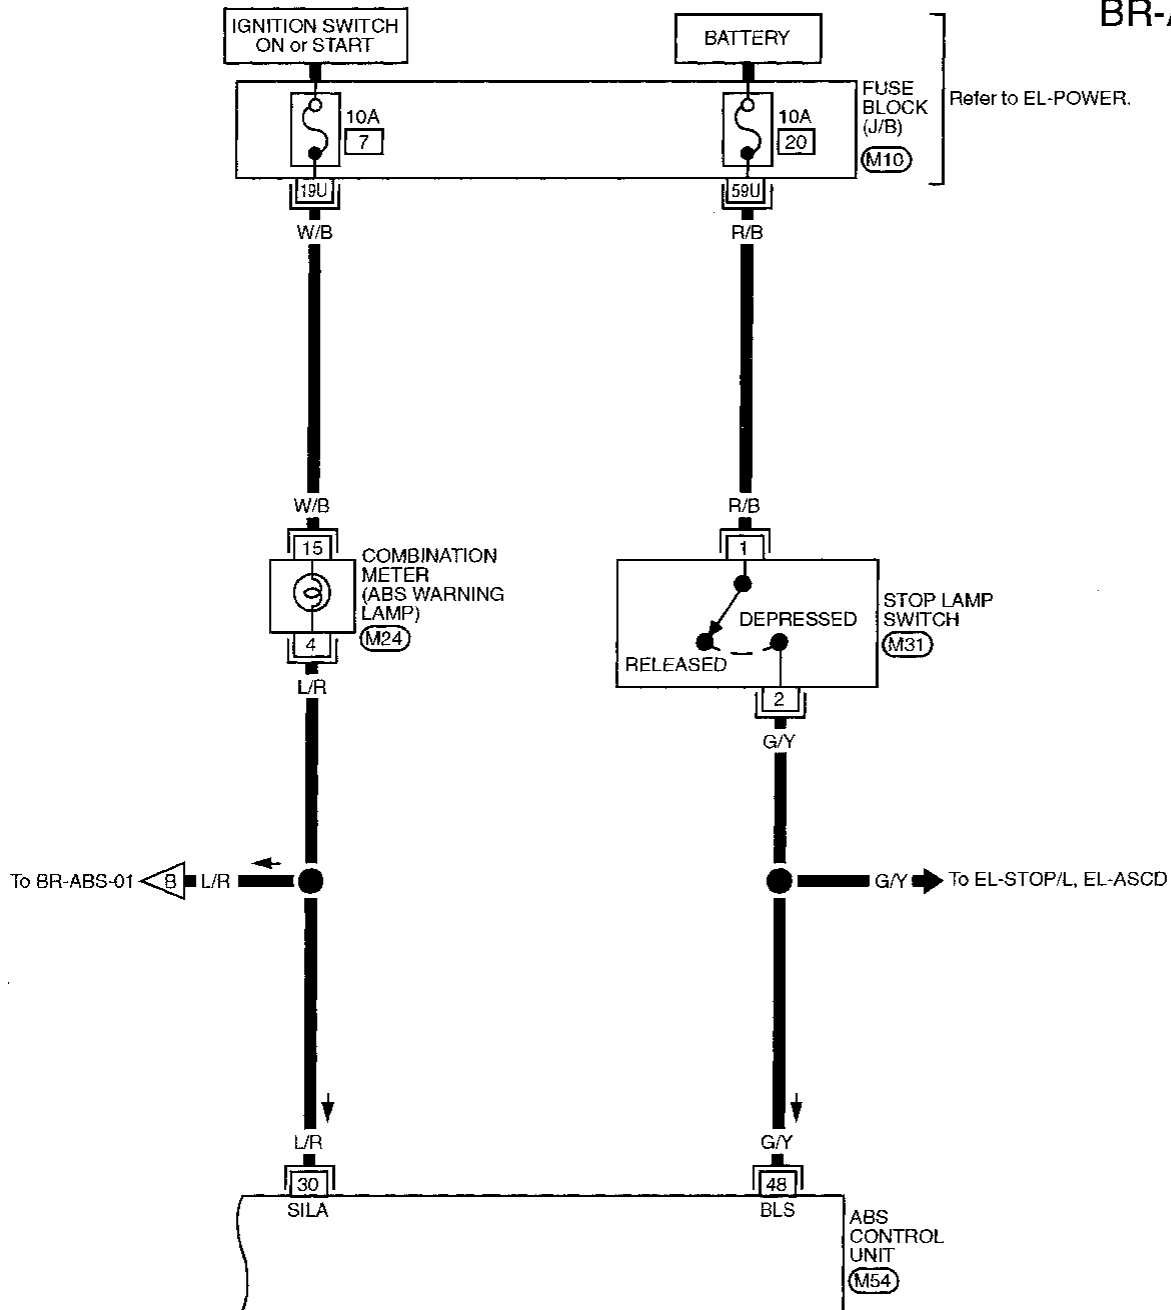 BR-A
IGNITION SWITCH
ON or START
BATTERY
10A
7
10A
20
FUSE
BLOCK
(J/B)
M10
Refer to EL-POWER.
19U
59U
W/B
R/B
W/B
R/B
15
1
COMBINATION
METER
(ABS WARNING
LAMP)
M24
4
DEPRESSED
RELEASED
STOP LAMP
SWITCH
M31
2
L/R
G/Y
To BR-ABS-01
B
L/R
G/Y
To EL-STOP/L, EL-ASCD
L/R
G/Y
30
48
SILA
BLS
ABS
CONTROL
UNIT
M54